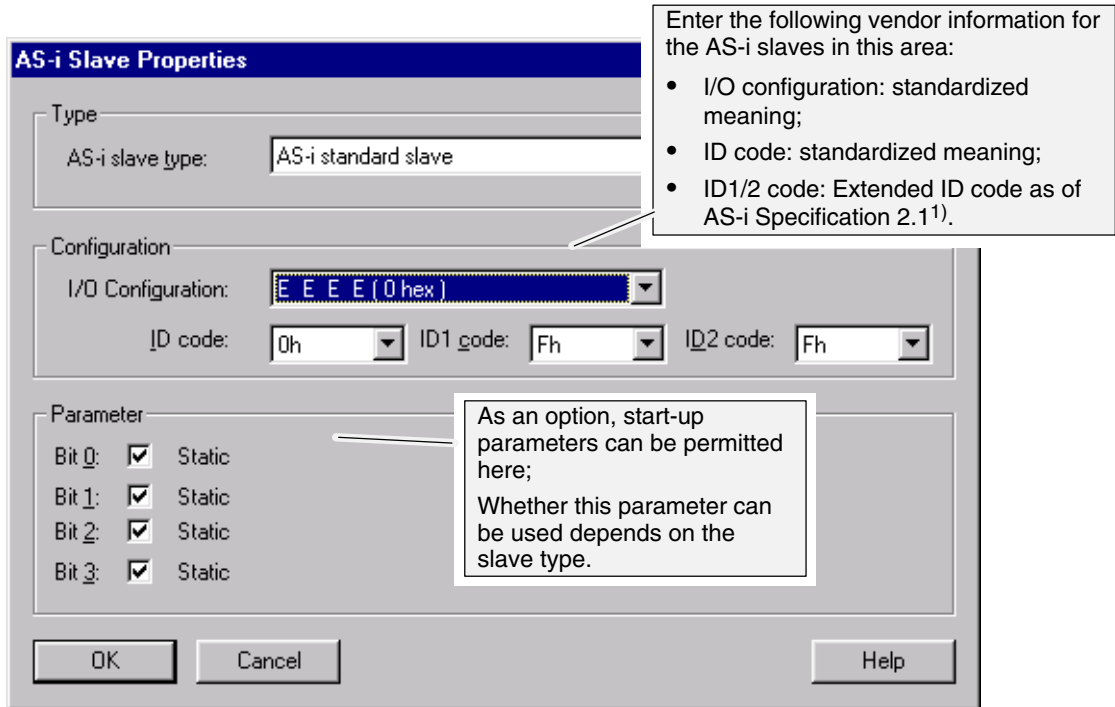 Enter the following vendor information for
the AS-i slaves in this area:
• I/O configuration: standardized
meaning;
• ID code: standardized meaning;
• ID1/2 code: Extended ID code as of
AS-i Specification 2.1¹⁾.
AS-i Slave Properties
Type
AS-i slave type: AS-i standard slave
Configuration
I/O Configuration: E E E E ( 0 hex )
ID code: 0h ID1 code: Fh ID2 code: Fh
Parameter
Bit 0: Static
Bit 1: Static
Bit 2: Static
Bit 3: Static
As an option, start-up
parameters can be permitted
here;
Whether this parameter can
be used depends on the
slave type.
OK Cancel Help